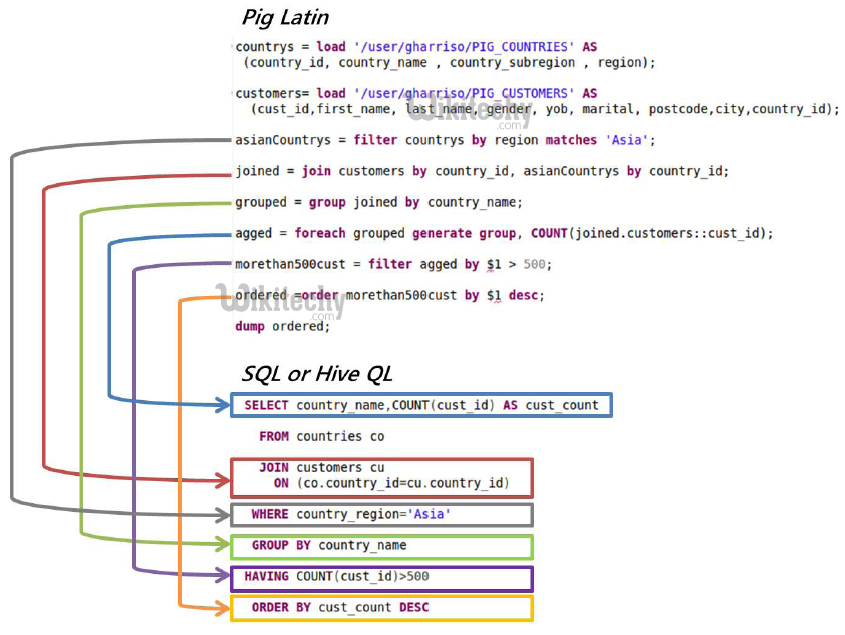 Pig Latin
countrys = load '/user/gharriso/PIG_COUNTRIES' AS
(country_id, country_name , country_subregion , region);
customers= load '/user/gharriso/PIG_CUSTOMERS' AS
(cust_id,first_name, last_name, gender, yob, marital, postcode,city,country_id);
Wikitechy
.com
asianCountrys = filter countrys by region matches 'Asia';
joined = join customers by country_id, asianCountrys by country_id;
grouped = group joined by country_name;
agged = foreach grouped generate group, COUNT(joined.customers::cust_id);
morethan500cust = filter agged by $1 > 500;
ordered =order morethan500cust by $1 desc;
Wikitechy
.com
dump ordered;
SQL or Hive QL
SELECT country_name,COUNT(cust_id) AS cust_count
FROM countries co
JOIN customers cu
ON (co.country_id=cu.country_id)
WHERE country_region='Asia'
GROUP BY country_name
HAVING COUNT(cust_id)>500
ORDER BY cust_count DESC